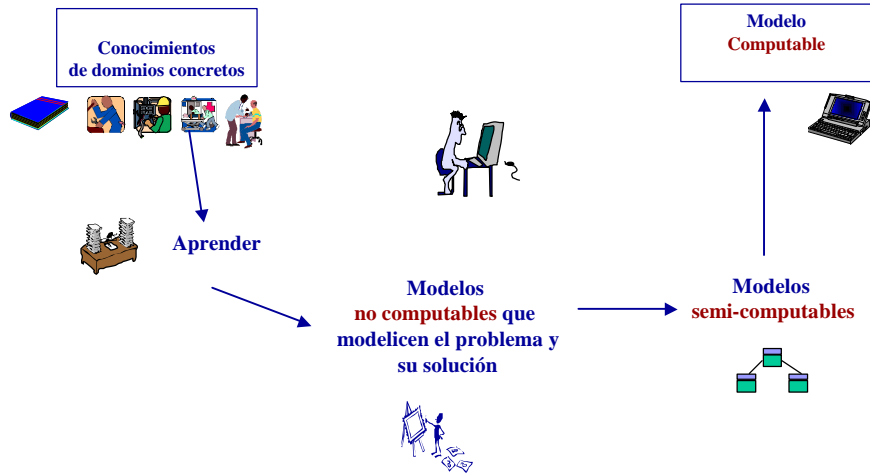 Conocimientos
de dominios concretos
Modelo
Computable
Aprender
Modelos
no computables que
modelicen el problema y
su solución
Modelos
semi-computables